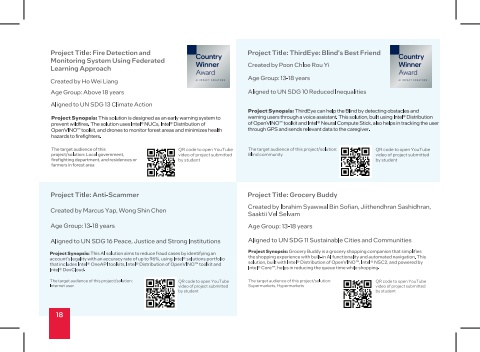 Project Title: Fire Detection and
Monitoring System Using Federated
Learning Approach
Country
Winner
Award
Created by Ho Wei Liang
Age Group: Above 18 years
Aligned to UN SDG 13 Climate Action
Project Synopsis: This solution is designed as an early warning system to
prevent wildfires. The solution uses Intel® NUCs, Intel® Distribution of
OpenVINO™ toolkit, and drones to monitor forest areas and minimizes health
hazards to firefighters.
The target audience of this
project/solution: Local government,
firefighting department, and residences or
farmers in forest area
QR code to open YouTube
video of project submitted
by student
Project Title: ThirdEye: Blind's Best Friend
Country
Winner
Award
Created by Poon Chloe Rou Yi
Age Group: 13-18 years
Aligned to UN SDG 10 Reduced Inequalities
Project Synopsis: ThirdEye can help the Blind by detecting obstacles and
warning users through a voice assistant. This solution, built using Intel® Distribution
of OpenVINO™ toolkit and Intel® Neural Compute Stick, also helps in tracking the user
through GPS and sends relevant data to the caregiver.
The target audience of this project/solution:
Blind community
QR code to open YouTube
video of project submitted
by student
Project Title: Anti-Scammer
Created by Marcus Yap, Wong Shin Chen
Age Group: 13-18 years
Aligned to UN SDG 16 Peace, Justice and Strong Institutions
Project Synopsis: This AI solution aims to reduce fraud cases by identifying an
account's legality with an accuracy rate of up to 96%, using Intel® solutions portfolio
that includes Intel® OneAPI toolkits, Intel® Distribution of OpenVINO™ toolkit and
Intel® DevCloud.
The target audience of this project/solution:
Internet user
QR code to open YouTube
video of project submitted
by student
Project Title: Grocery Buddy
Created by Ibrahim Syawwal Bin Sofian, Jiithendhran Sashidhran,
Sasktii Vel Selvam
Age Group: 13-18 years
Aligned to UN SDG 11 Sustainable Cities and Communities
Project Synopsis: Grocery Buddy is a grocery shopping companion that simplifies
the shopping experience with built-in AI functionality and automated navigation. This
solution, built with Intel® Distribution of OpenVINO™, Intel® NSC2, and powered by
Intel® Core™, helps in reducing the queue time while shopping.
The target audience of this project/solution:
Supermarkets, Hypermarkets
QR code to open YouTube
video of project submitted
by student
18